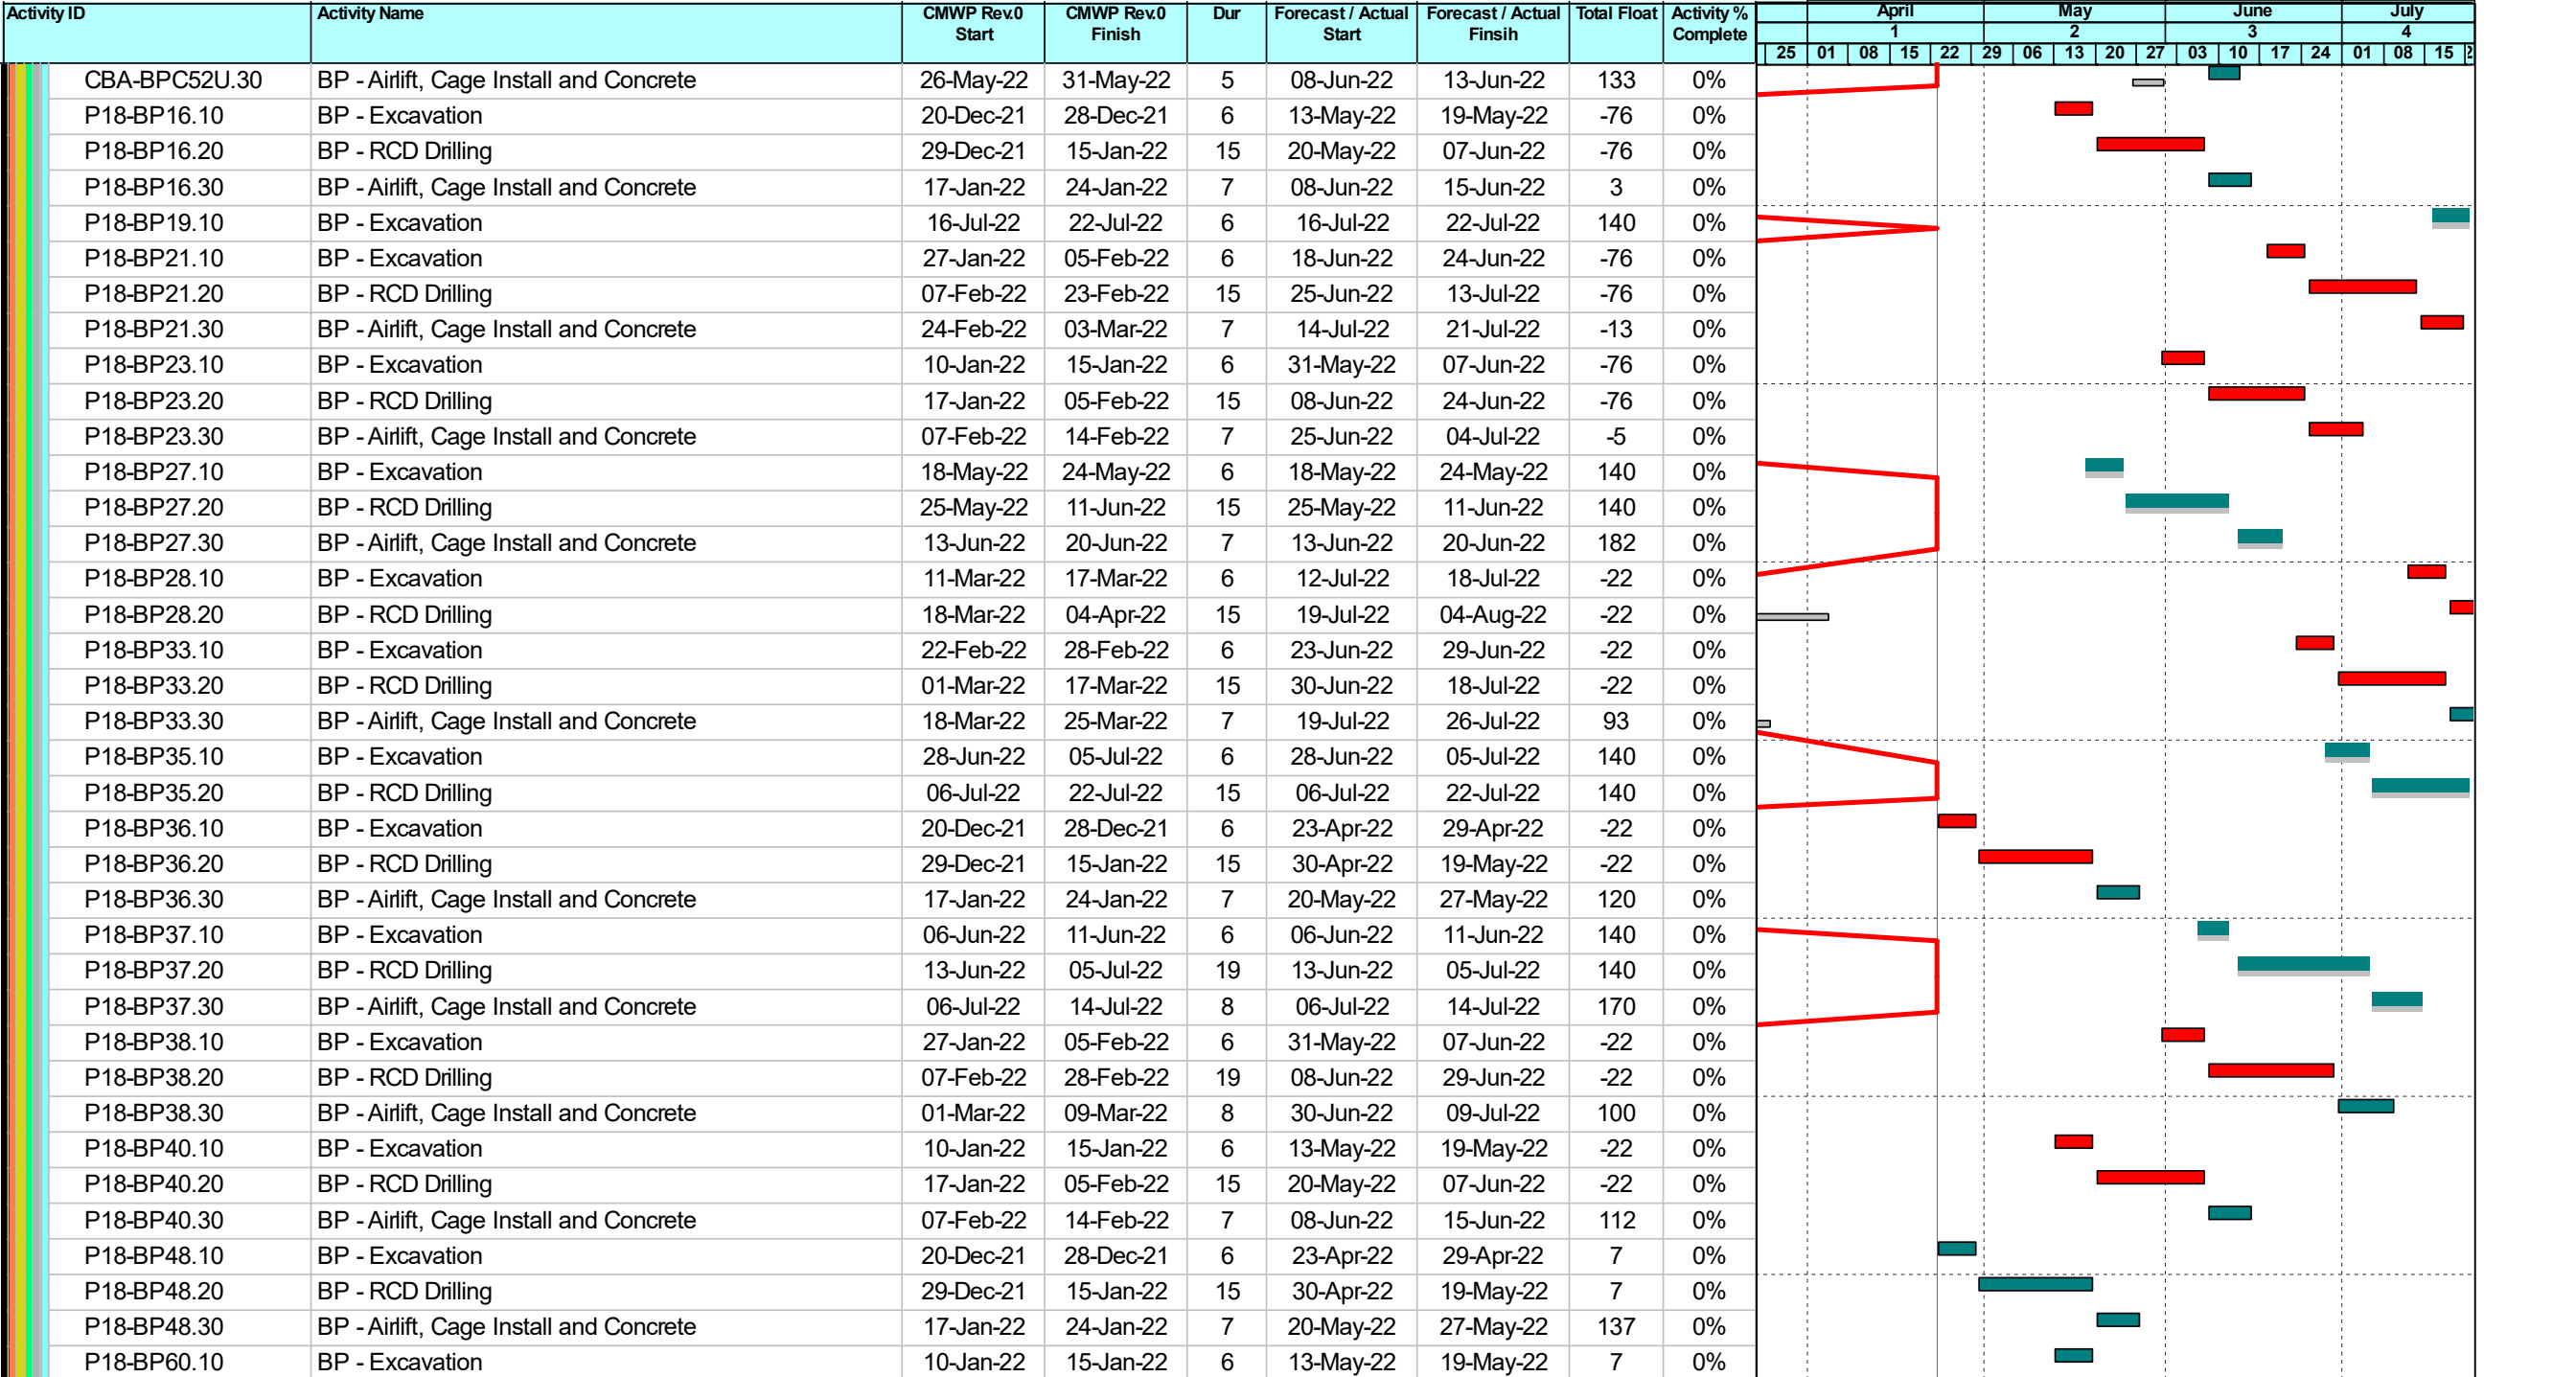 Activity ID Activity Name CMWP Rev.0 Start CMWP Rev.0 Finish Dur Forecast / Actual Start Forecast / Actual Finsih Total Float Activity % Complete April May June July
1 2 3 4
25 01 08 15 22 29 06 13 20 27 03 10 17 24 01 08 15
CBA-BPC52U.30 BP - Airlift, Cage Install and Concrete 26-May-22 31-May-22 5 08-Jun-22 13-Jun-22 133 0%
P18-BP16.10 BP - Excavation 20-Dec-21 28-Dec-21 6 13-May-22 19-May-22 -76 0%
P18-BP16.20 BP - RCD Drilling 29-Dec-21 15-Jan-22 15 20-May-22 07-Jun-22 -76 0%
P18-BP16.30 BP - Airlift, Cage Install and Concrete 17-Jan-22 24-Jan-22 7 08-Jun-22 15-Jun-22 3 0%
P18-BP19.10 BP - Excavation 16-Jul-22 22-Jul-22 6 16-Jul-22 22-Jul-22 140 0%
P18-BP21.10 BP - Excavation 27-Jan-22 05-Feb-22 6 18-Jun-22 24-Jun-22 -76 0%
P18-BP21.20 BP - RCD Drilling 07-Feb-22 23-Feb-22 15 25-Jun-22 13-Jul-22 -76 0%
P18-BP21.30 BP - Airlift, Cage Install and Concrete 24-Feb-22 03-Mar-22 7 14-Jul-22 21-Jul-22 -13 0%
P18-BP23.10 BP - Excavation 10-Jan-22 15-Jan-22 6 31-May-22 07-Jun-22 -76 0%
P18-BP23.20 BP - RCD Drilling 17-Jan-22 05-Feb-22 15 08-Jun-22 24-Jun-22 -76 0%
P18-BP23.30 BP - Airlift, Cage Install and Concrete 07-Feb-22 14-Feb-22 7 25-Jun-22 04-Jul-22 -5 0%
P18-BP27.10 BP - Excavation 18-May-22 24-May-22 6 18-May-22 24-May-22 140 0%
P18-BP27.20 BP - RCD Drilling 25-May-22 11-Jun-22 15 25-May-22 11-Jun-22 140 0%
P18-BP27.30 BP - Airlift, Cage Install and Concrete 13-Jun-22 20-Jun-22 7 13-Jun-22 20-Jun-22 182 0%
P18-BP28.10 BP - Excavation 11-Mar-22 17-Mar-22 6 12-Jul-22 18-Jul-22 -22 0%
P18-BP28.20 BP - RCD Drilling 18-Mar-22 04-Apr-22 15 19-Jul-22 04-Aug-22 -22 0%
P18-BP33.10 BP - Excavation 22-Feb-22 28-Feb-22 6 23-Jun-22 29-Jun-22 -22 0%
P18-BP33.20 BP - RCD Drilling 01-Mar-22 17-Mar-22 15 30-Jun-22 18-Jul-22 -22 0%
P18-BP33.30 BP - Airlift, Cage Install and Concrete 18-Mar-22 25-Mar-22 7 19-Jul-22 26-Jul-22 93 0%
P18-BP35.10 BP - Excavation 28-Jun-22 05-Jul-22 6 28-Jun-22 05-Jul-22 140 0%
P18-BP35.20 BP - RCD Drilling 06-Jul-22 22-Jul-22 15 06-Jul-22 22-Jul-22 140 0%
P18-BP36.10 BP - Excavation 20-Dec-21 28-Dec-21 6 23-Apr-22 29-Apr-22 -22 0%
P18-BP36.20 BP - RCD Drilling 29-Dec-21 15-Jan-22 15 30-Apr-22 19-May-22 -22 0%
P18-BP36.30 BP - Airlift, Cage Install and Concrete 17-Jan-22 24-Jan-22 7 20-May-22 27-May-22 120 0%
P18-BP37.10 BP - Excavation 06-Jun-22 11-Jun-22 6 06-Jun-22 11-Jun-22 140 0%
P18-BP37.20 BP - RCD Drilling 13-Jun-22 05-Jul-22 19 13-Jun-22 05-Jul-22 140 0%
P18-BP37.30 BP - Airlift, Cage Install and Concrete 06-Jul-22 14-Jul-22 8 06-Jul-22 14-Jul-22 170 0%
P18-BP38.10 BP - Excavation 27-Jan-22 05-Feb-22 6 31-May-22 07-Jun-22 -22 0%
P18-BP38.20 BP - RCD Drilling 07-Feb-22 28-Feb-22 19 08-Jun-22 29-Jun-22 -22 0%
P18-BP38.30 BP - Airlift, Cage Install and Concrete 01-Mar-22 09-Mar-22 8 30-Jun-22 09-Jul-22 100 0%
P18-BP40.10 BP - Excavation 10-Jan-22 15-Jan-22 6 13-May-22 19-May-22 -22 0%
P18-BP40.20 BP - RCD Drilling 17-Jan-22 05-Feb-22 15 20-May-22 07-Jun-22 -22 0%
P18-BP40.30 BP - Airlift, Cage Install and Concrete 07-Feb-22 14-Feb-22 7 08-Jun-22 15-Jun-22 112 0%
P18-BP48.10 BP - Excavation 20-Dec-21 28-Dec-21 6 23-Apr-22 29-Apr-22 7 0%
P18-BP48.20 BP - RCD Drilling 29-Dec-21 15-Jan-22 15 30-Apr-22 19-May-22 7 0%
P18-BP48.30 BP - Airlift, Cage Install and Concrete 17-Jan-22 24-Jan-22 7 20-May-22 27-May-22 137 0%
P18-BP60.10 BP - Excavation 10-Jan-22 15-Jan-22 6 13-May-22 19-May-22 7 0%